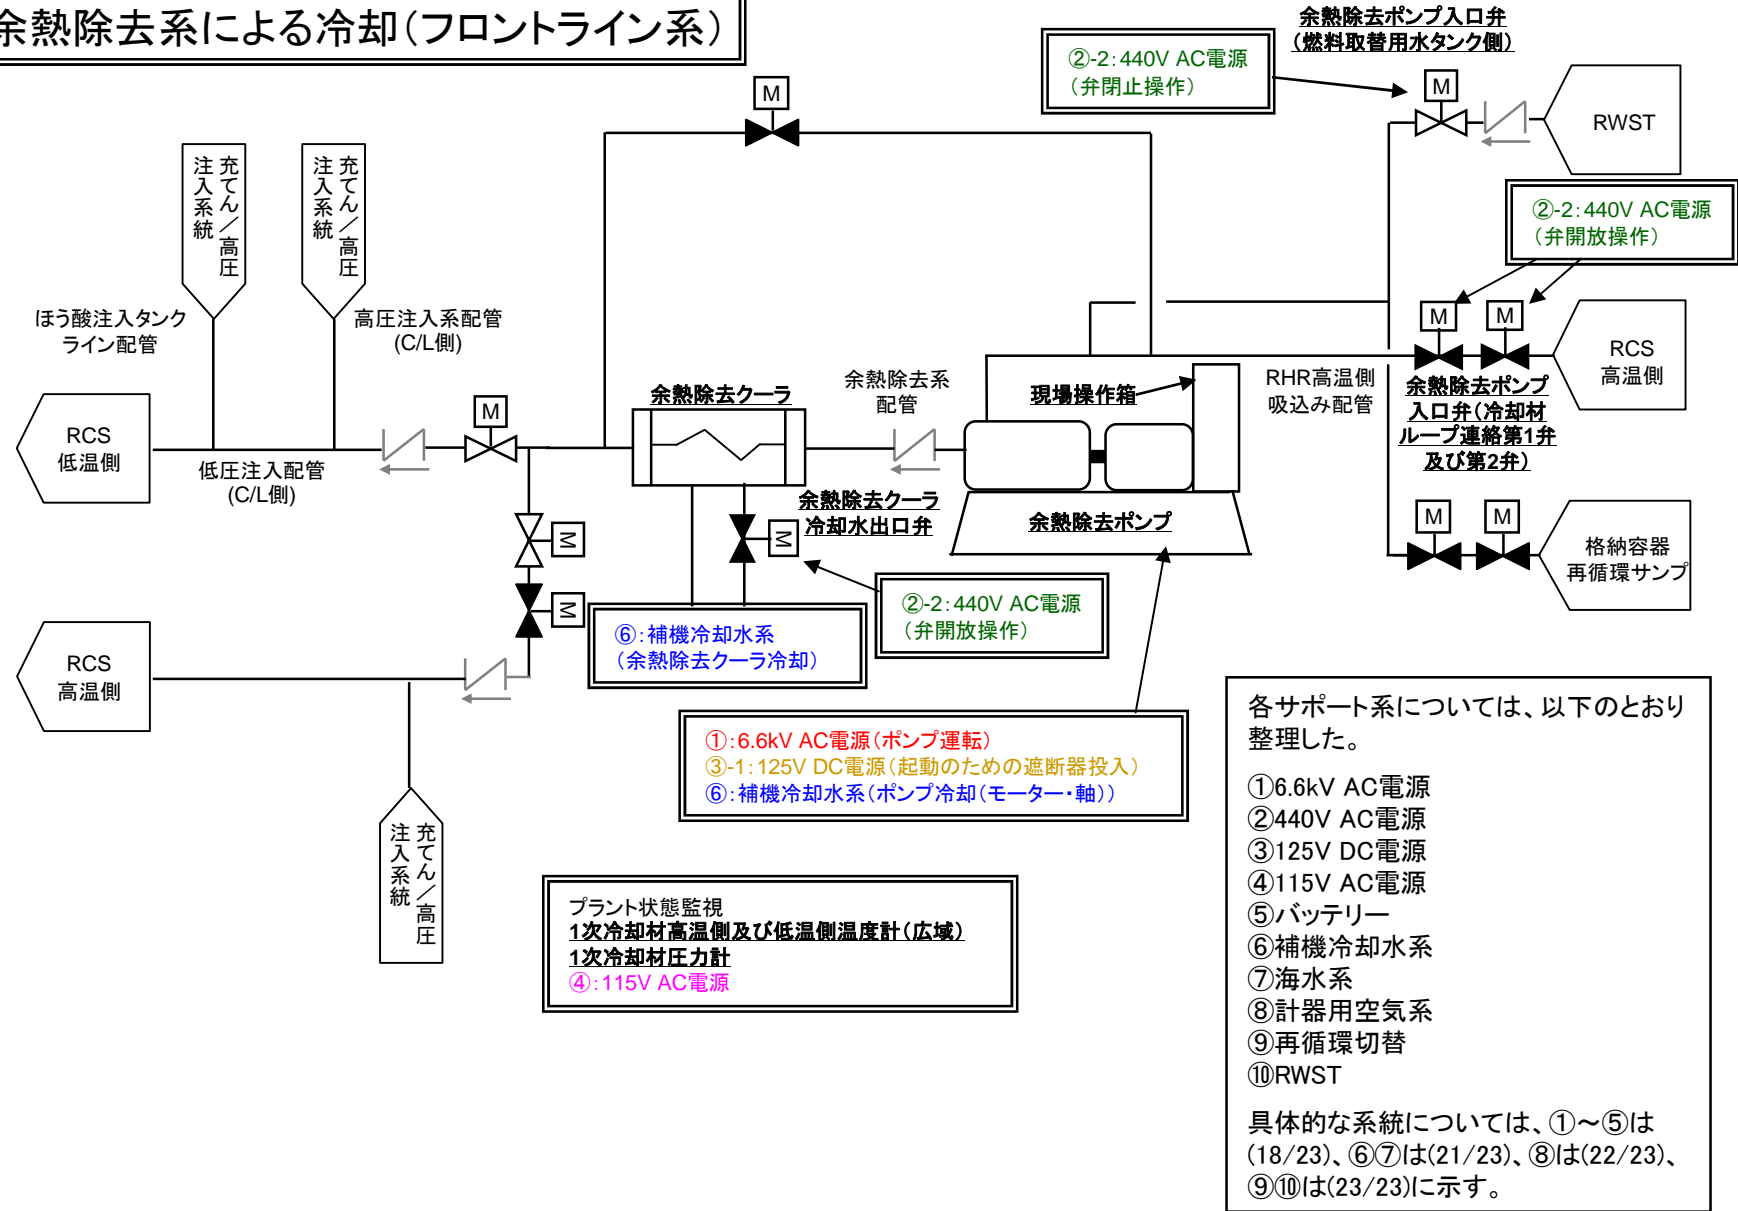 余熱除去系による冷却(フロントライン系)
余熱除去ポンプ入口弁
(燃料取替用水タンク側)
②-2:440V AC電源
(弁閉止操作)
M
M
RWST
充てん/高圧
注入系統
充てん/高圧
注入系統
②-2:440V AC電源
(弁開放操作)
ほう酸注入タンク
ライン配管
高圧注入系配管
(C/L側)
M
M
RCS
高温側
余熱除去クーラ
余熱除去系
配管
現場操作箱
RHR高温側
吸込み配管
余熱除去ポンプ
入口弁(冷却材
ループ連絡第1弁
及び第2弁)
M
RCS
低温側
低圧注入配管
(C/L側)
余熱除去クーラ
冷却水出口弁
余熱除去ポンプ
M
M
M
M
格納容器
再循環サンプ
②-2:440V AC電源
(弁開放操作)
M
⑥:補機冷却水系
(余熱除去クーラ冷却)
RCS
高温側
①:6.6kV AC電源(ポンプ運転)
③-1:125V DC電源(起動のための遮断器投入)
⑥:補機冷却水系(ポンプ冷却(モーター・軸))
充てん/高圧
注入系統
プラント状態監視
1次冷却材高温側及び低温側温度計(広域)
1次冷却材圧力計
④:115V AC電源
各サポート系については、以下のとおり
整理した。
①6.6kV AC電源
②440V AC電源
③125V DC電源
④115V AC電源
⑤バッテリー
⑥補機冷却水系
⑦海水系
⑧計器用空気系
⑨再循環切替
⑩RWST
具体的な系統については、①~⑤は
(18/23)、⑥⑦は(21/23)、⑧は(22/23)、
⑨⑩は(23/23)に示す。